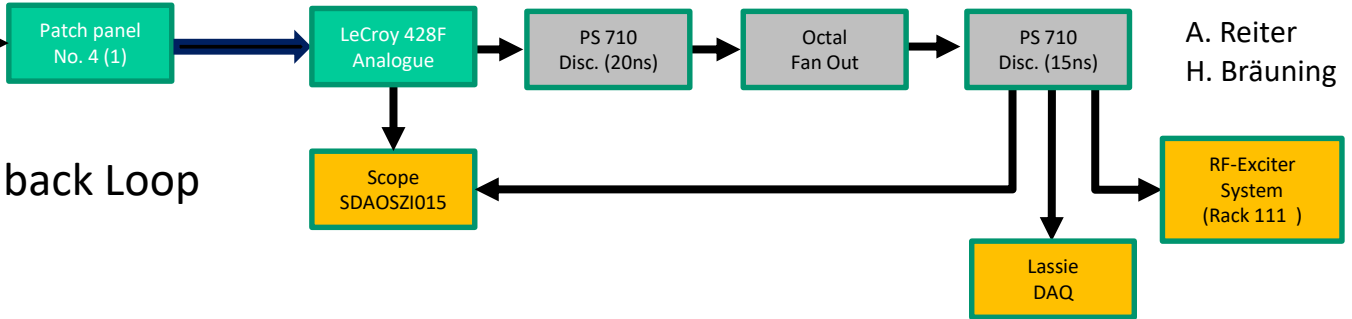 Patch panel
No. 4 (1)
LeCroy 428F
Analogue
PS 710
Disc. (20ns)
Octal
Fan Out
PS 710
Disc. (15ns)
A. Reiter
H. Bräuning
back Loop
Scope
SDAOSZI015
RF-Exciter
System
(Rack 111 )
Lassie
DAQ